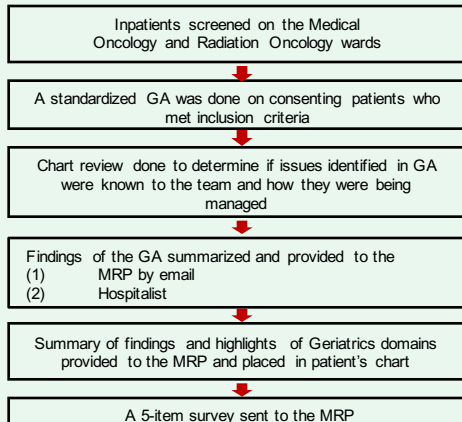 Inpatients screened on the Medical
Oncology and Radiation Oncology wards
A standardized GA was done on consenting patients who
met inclusion criteria
Chart review done to determine if issues identified in GA
were known to the team and how they were being
managed
Findings of the GA summarized and provided to the
(1) MRP by email
(2) Hospitalist
Summary of findings and highlights of Geriatrics domains
provided to the MRP and placed in patient's chart
A 5-item survey sent to the MRP